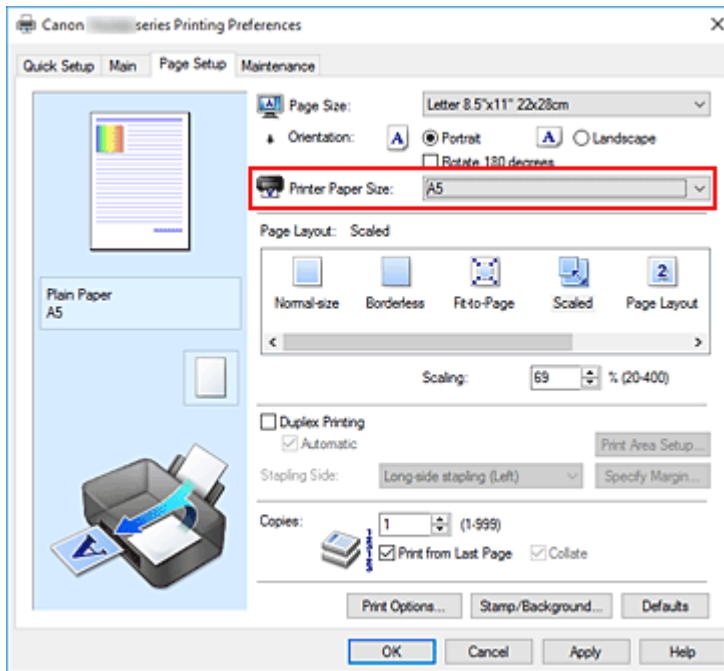 Canon series Printing Preferences
Quick Setup Main Page Setup Maintenance
Page Size: Letter 8.5"x11" 22x28cm
Orientation: A Portrait A Landscape
Rotate 180 degrees
Printer Paper Size: A5
Page Layout: Scaled
Normal-size Borderless Fit-to-Page Scaled 2 Page Layout
Plain Paper
A5
Scaling: 69 % (20-400)
Duplex Printing
Automatic
Print Area Setup...
Stapling Side: Long-side stapling (Left) Specify Margin...
Copies: 1 (1-999)
Print from Last Page Collate
Print Options... Stamp/Background... Defaults
OK Cancel Apply Help